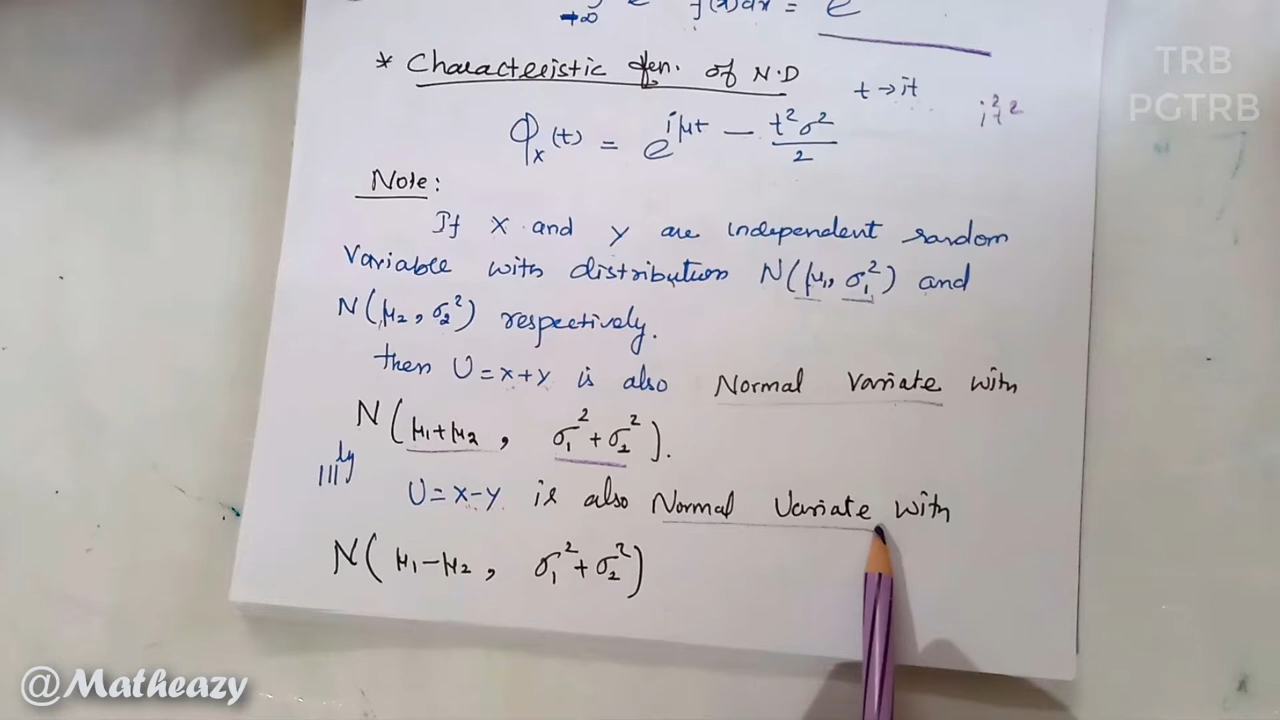 f(x)dx = e
→∞
* Characteristic fen. of N.D
t → it
i²t²
TRB
PGTRB
φₓ(t) = e^{iμt - t²σ²/2}
Note:
If X and Y are independent random
Variable with distribution N(μ₁, σ₁²) and
N(μ₂, σ₂²) respectively.
then U = X+Y is also Normal Variate with
N(μ₁+μ₂, σ₁²+σ₂²).
|||ly
U = X-Y is also Normal Variate with
N(μ₁-μ₂, σ₁²+σ₂²)
@Matheazy